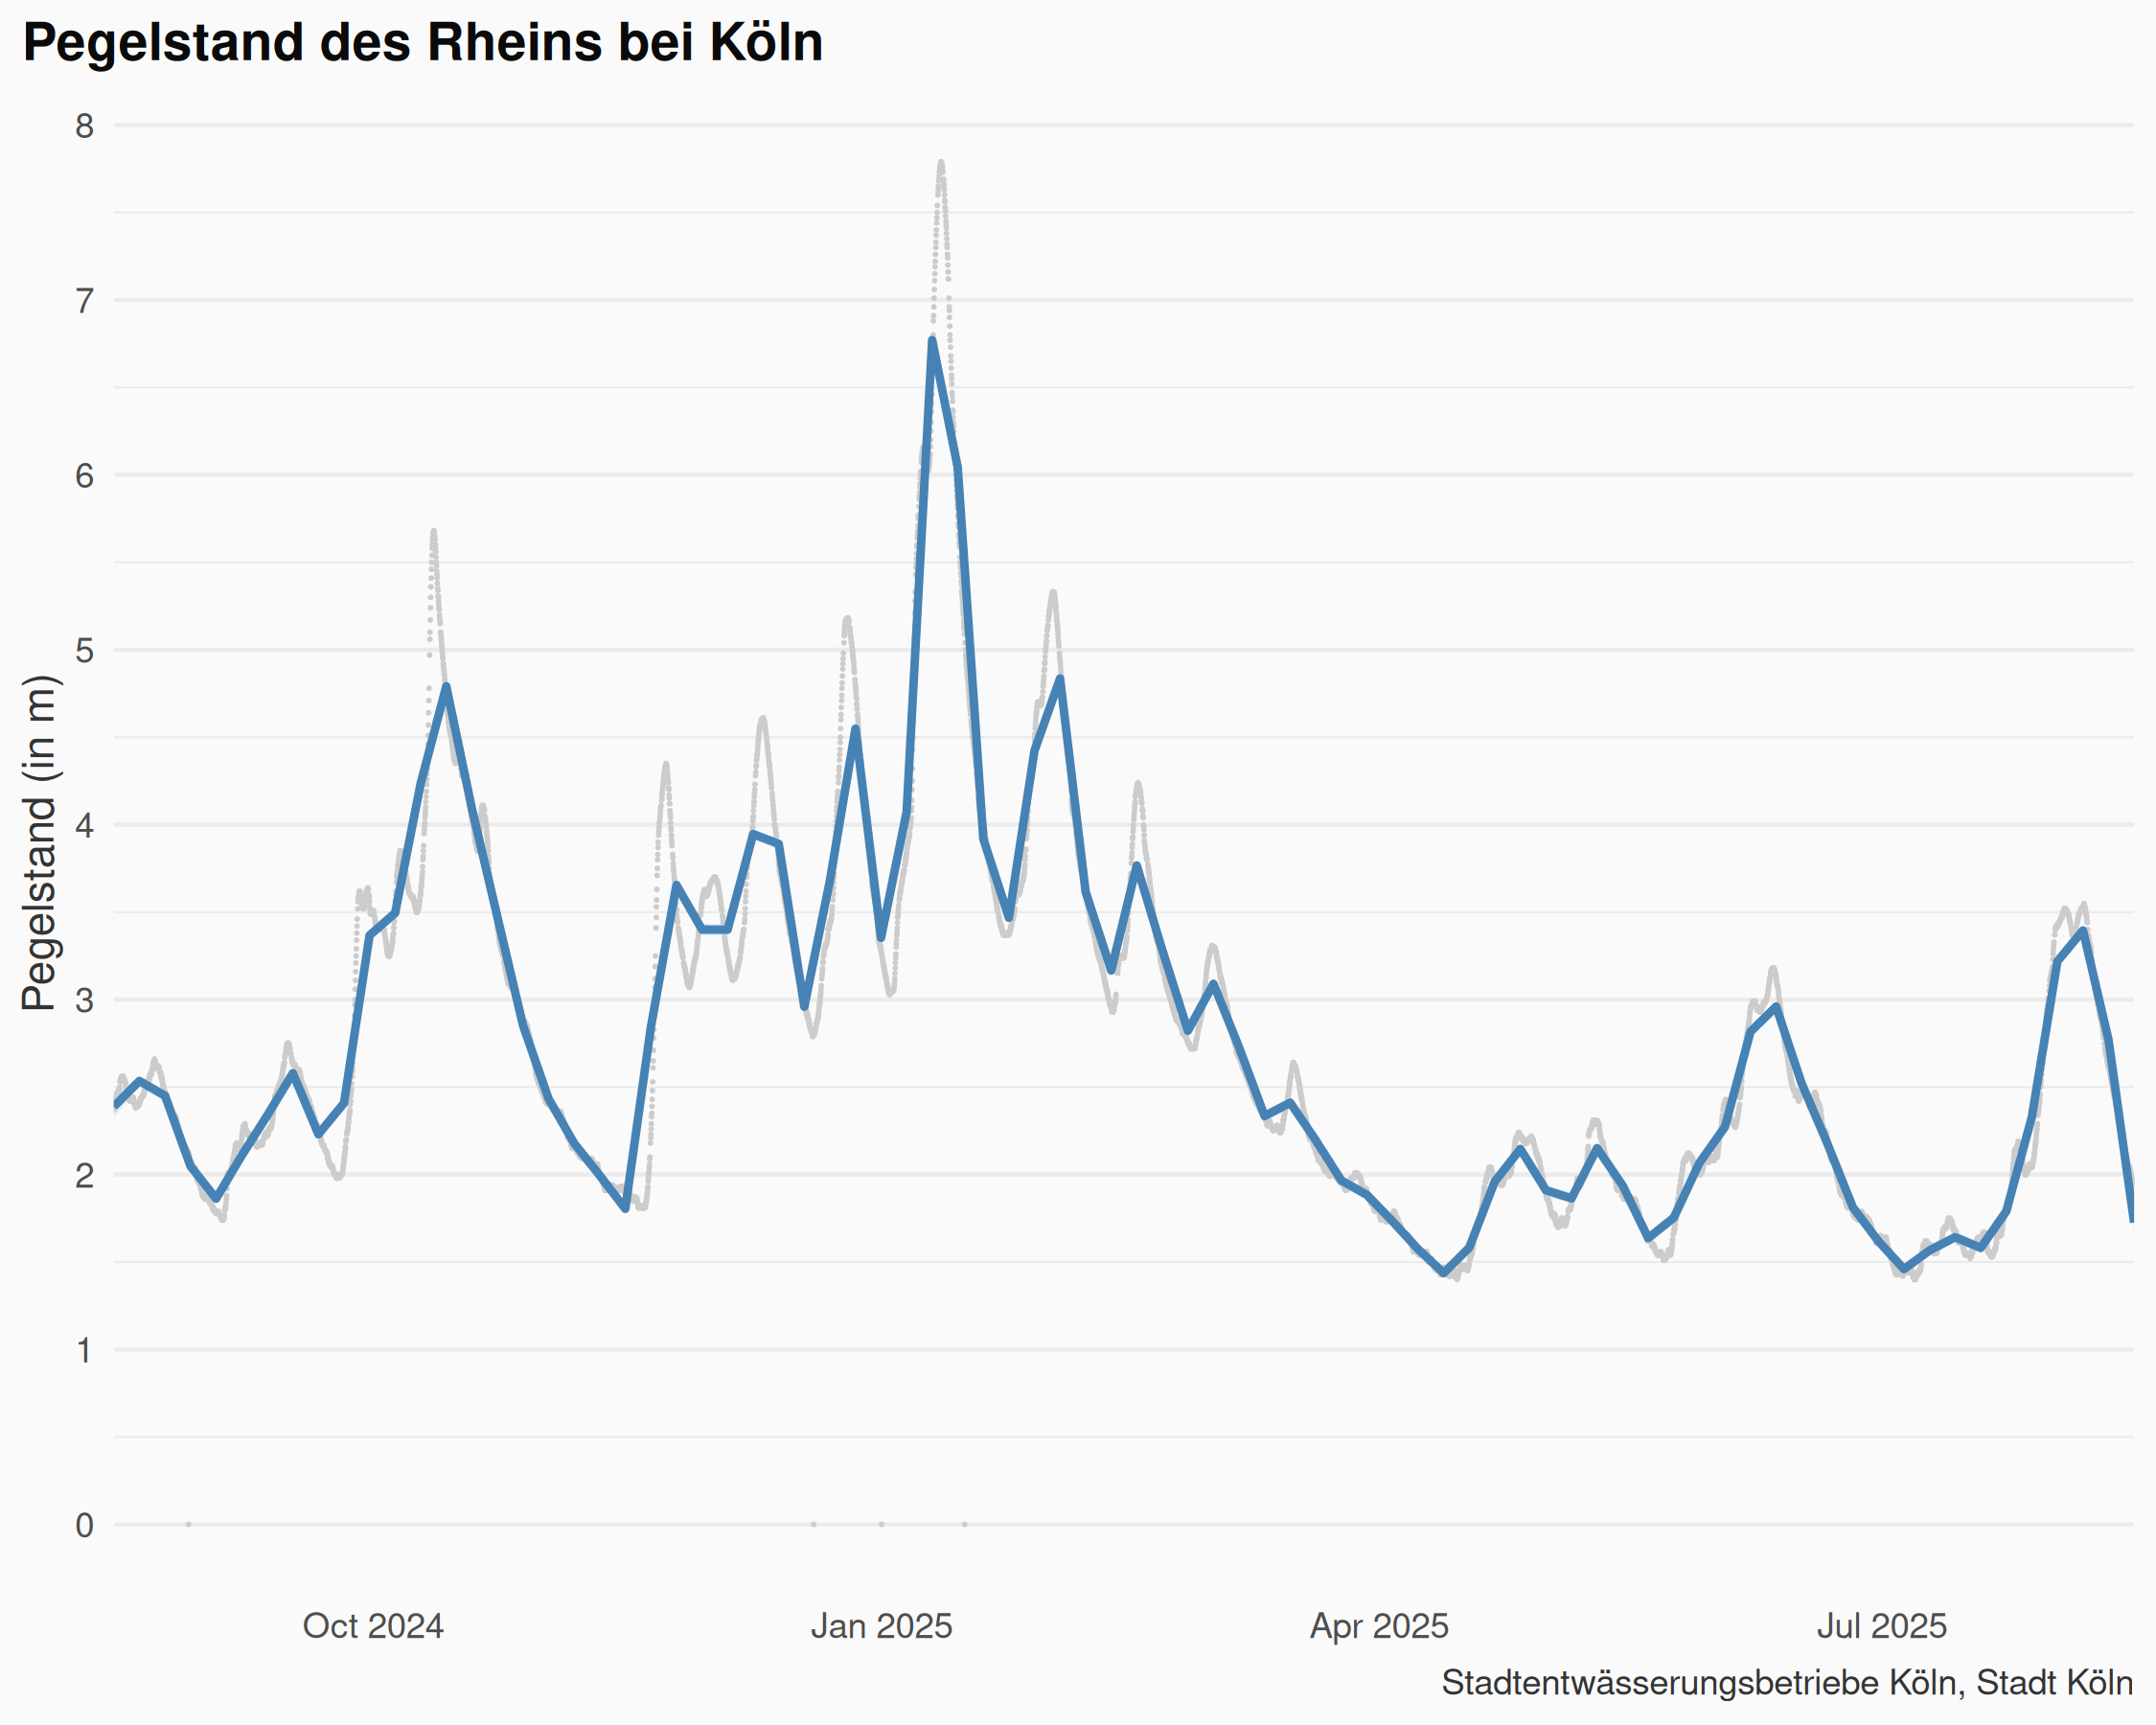 Pegelstand des Rheins bei Köln
Pegelstand (in m)
8
7
6
5
4
3
2
1
0
Oct 2024
Jan 2025
Apr 2025
Jul 2025
Stadtentwässerungsbetriebe Köln, Stadt Köln